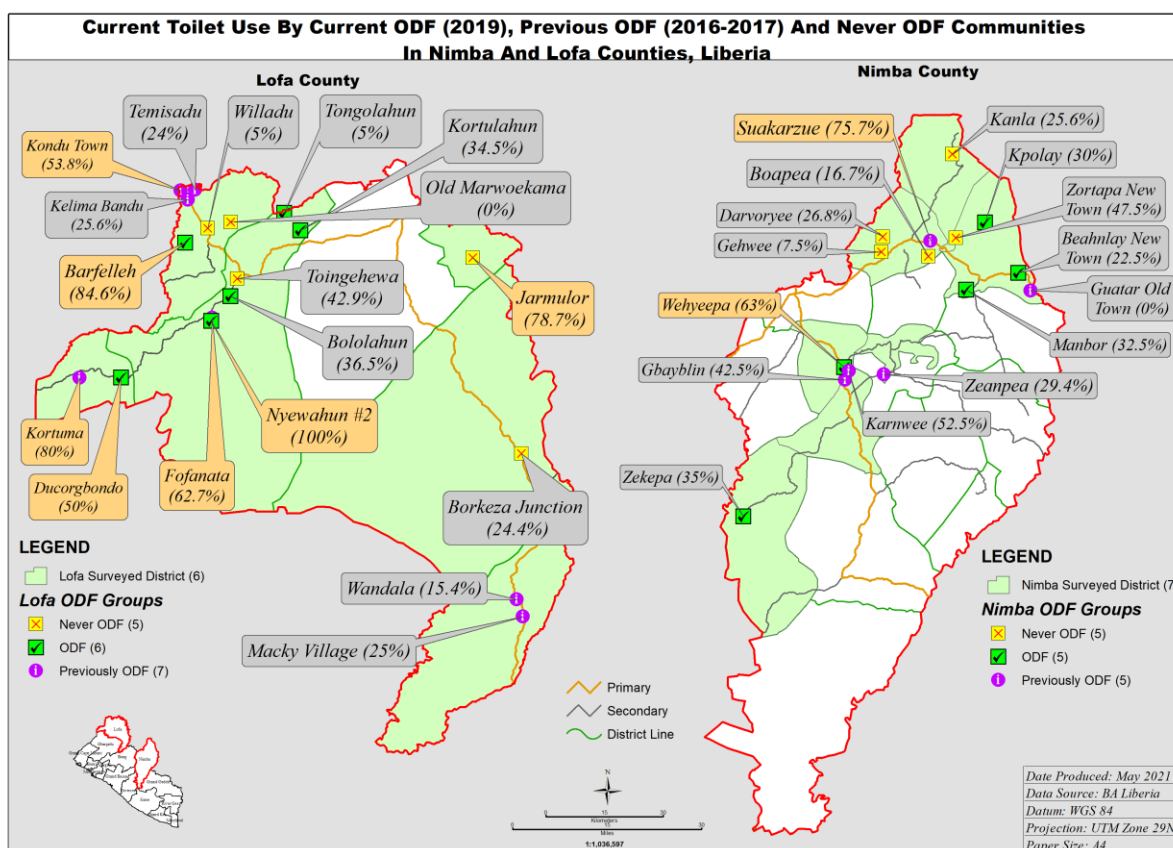 Current Toilet Use By Current ODF (2019), Previous ODF (2016-2017) And Never ODF Communities
In Nimba And Lofa Counties, Liberia
Lofa County
Temisadu
(24%)
Willadu
(5%)
Tongolahun
(5%)
Kortulahun
(34.5%)
Kondu Town
(53.8%)
Old Marwoekama
(0%)
Kelima Bandu
(25.6%)
Barfelleh
(84.6%)
Toingehewa
(42.9%)
Jarmulor
(78.7%)
Bololahun
(36.5%)
Nyewahun #2
(100%)
Kortuma
(80%)
Ducorgbondo
(50%)
Fofanata
(62.7%)
Borkeza Junction
(24.4%)
Wandala (15.4%)
Macky Village (25%)
LEGEND
Lofa Surveyed District (6)
Lofa ODF Groups
Never ODF (5)
ODF (6)
Previously ODF (7)
Nimba County
Suakarzue (75.7%)
Kanla (25.6%)
Boapea (16.7%)
Kpolay (30%)
Darvoryee (26.8%)
Zortapa New
Town (47.5%)
Gehwee (7.5%)
Beahnlay New
Town (22.5%)
Guatar Old
Town (0%)
Wehyeepa (63%)
Manbor (32.5%)
Gbayblin (42.5%)
Zeanpea (29.4%)
Karnwee (52.5%)
Zekepa (35%)
LEGEND
Nimba Surveyed District (7
Nimba ODF Groups
Never ODF (5)
ODF (5)
Previously ODF (5)
Primary
Secondary
District Line
N
15
30
Kilometers
15
30
Miles
1:1,036,597
Lofa
Nimba
Date Produced: May 2021
Data Source: BA Liberia
Datum: WGS 84
Projection: UTM Zone 29N
Paper Size: A4